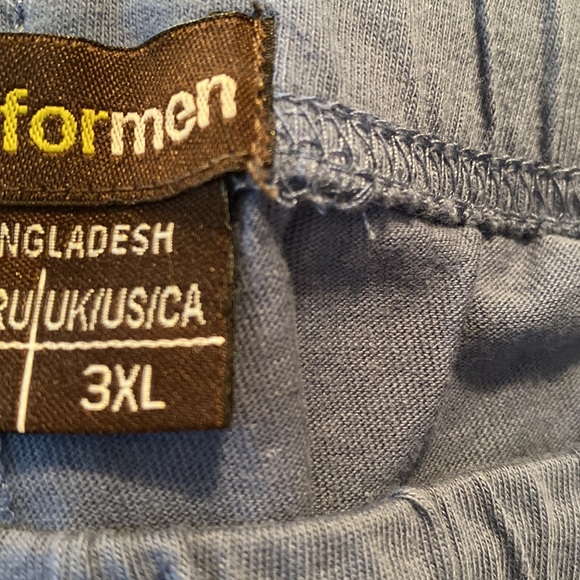 formen
NGLADESH
RU/UK/US/CA
3XL